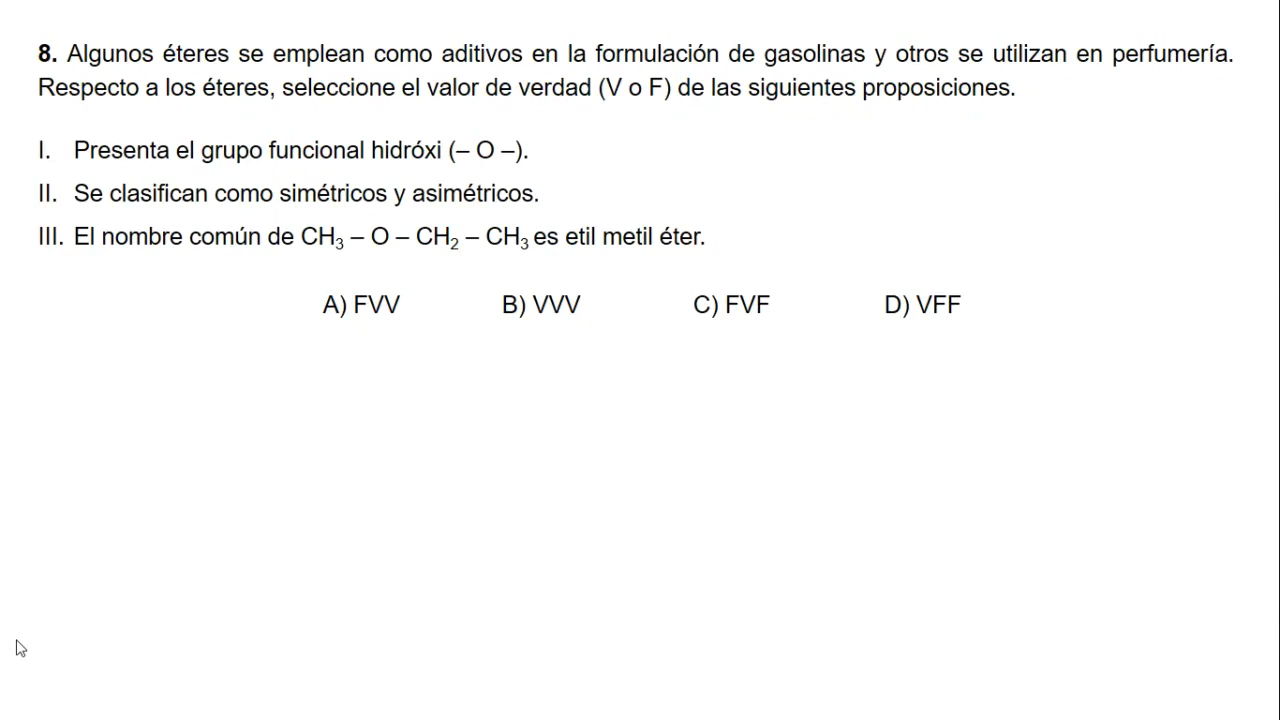 8. Algunos éteres se emplean como aditivos en la formulación de gasolinas y otros se utilizan en perfumería.
Respecto a los éteres, seleccione el valor de verdad (V o F) de las siguientes proposiciones.
I. Presenta el grupo funcional hidróxi (– O –).
II. Se clasifican como simétricos y asimétricos.
III. El nombre común de CH₃ – O – CH₂ – CH₃ es etil metil éter.
A) FVV B) VVV C) FVF D) VFF